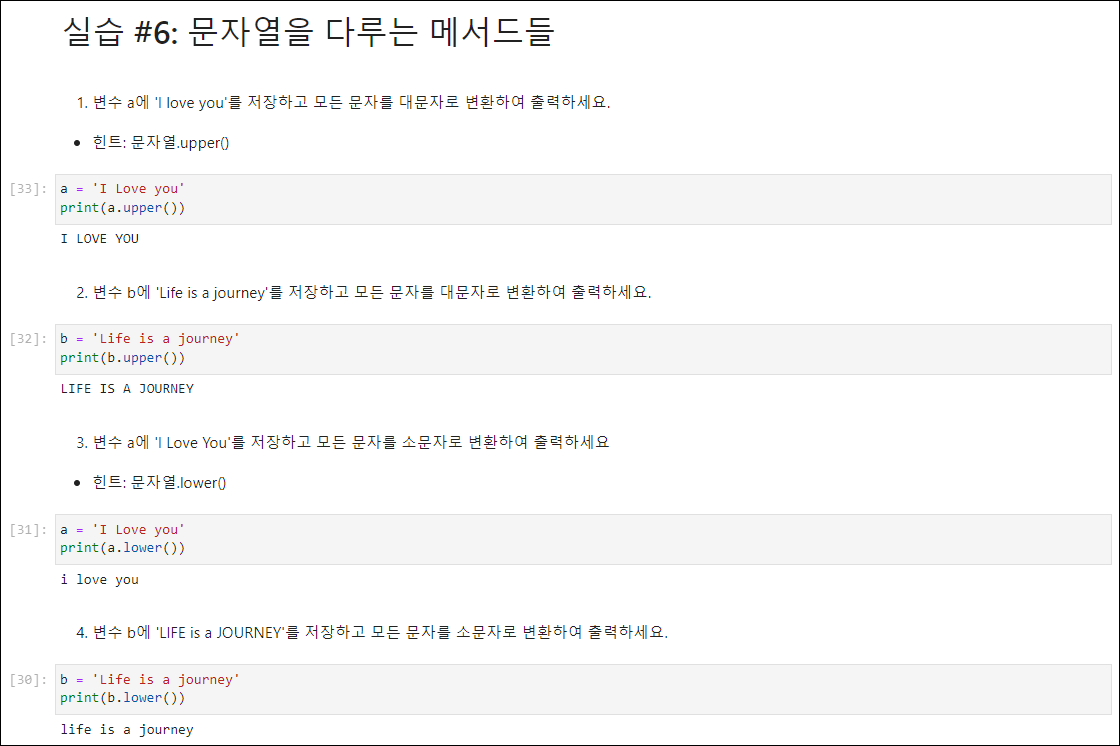 실습 #6: 문자열을 다루는 메서드들
1. 변수 a에 'I love you'를 저장하고 모든 문자를 대문자로 변환하여 출력하세요.
• 힌트: 문자열.upper()
[33]: a = 'I Love you'
print(a.upper())
I LOVE YOU
2. 변수 b에 'Life is a journey'를 저장하고 모든 문자를 대문자로 변환하여 출력하세요.
[32]: b = 'Life is a journey'
print(b.upper())
LIFE IS A JOURNEY
3. 변수 a에 'I Love You'를 저장하고 모든 문자를 소문자로 변환하여 출력하세요
• 힌트: 문자열.lower()
[31]: a = 'I Love you'
print(a.lower())
i love you
4. 변수 b에 'LIFE is a JOURNEY'를 저장하고 모든 문자를 소문자로 변환하여 출력하세요.
[30]: b = 'Life is a journey'
print(b.lower())
life is a journey